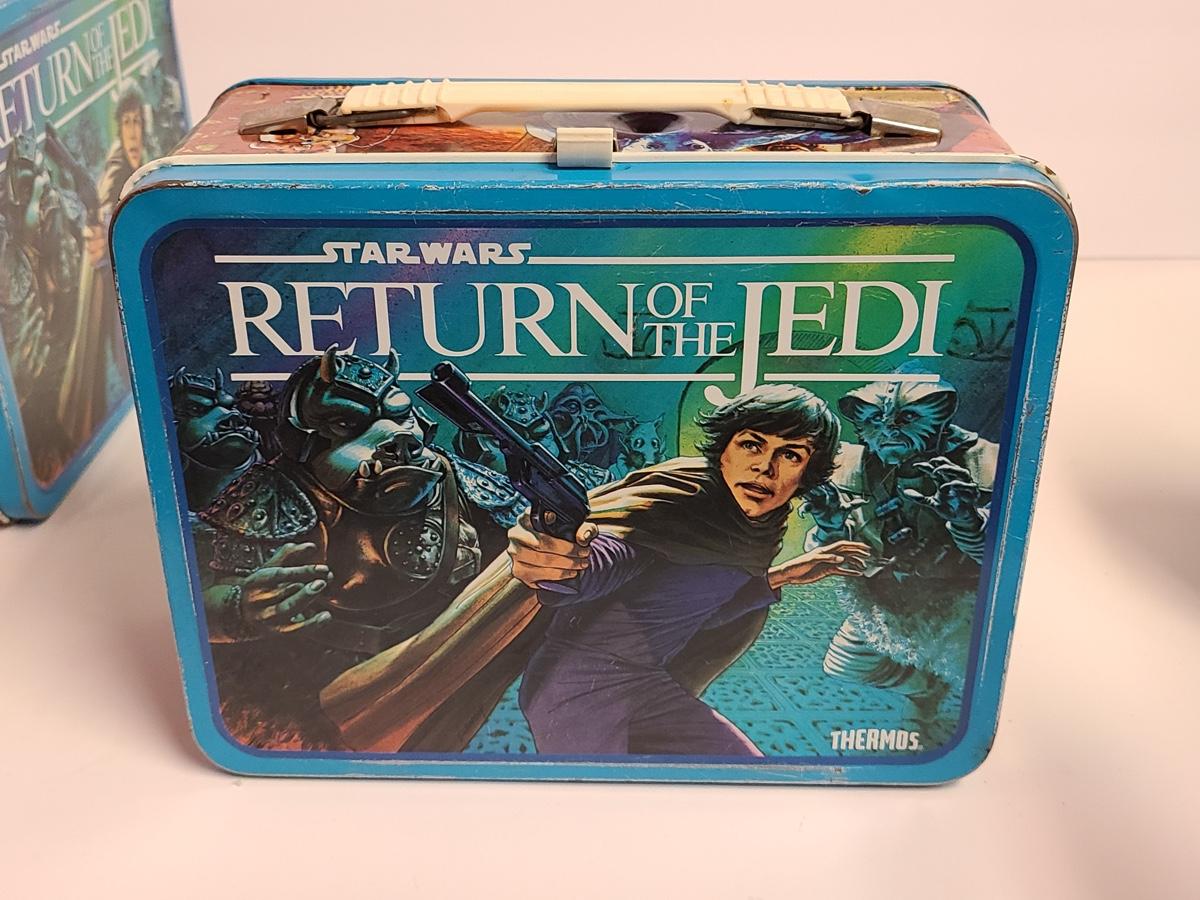 STAR WARS
RETURN OF THE JEDI
THERMOS
STAR WARS
RETURN OF THE JEDI